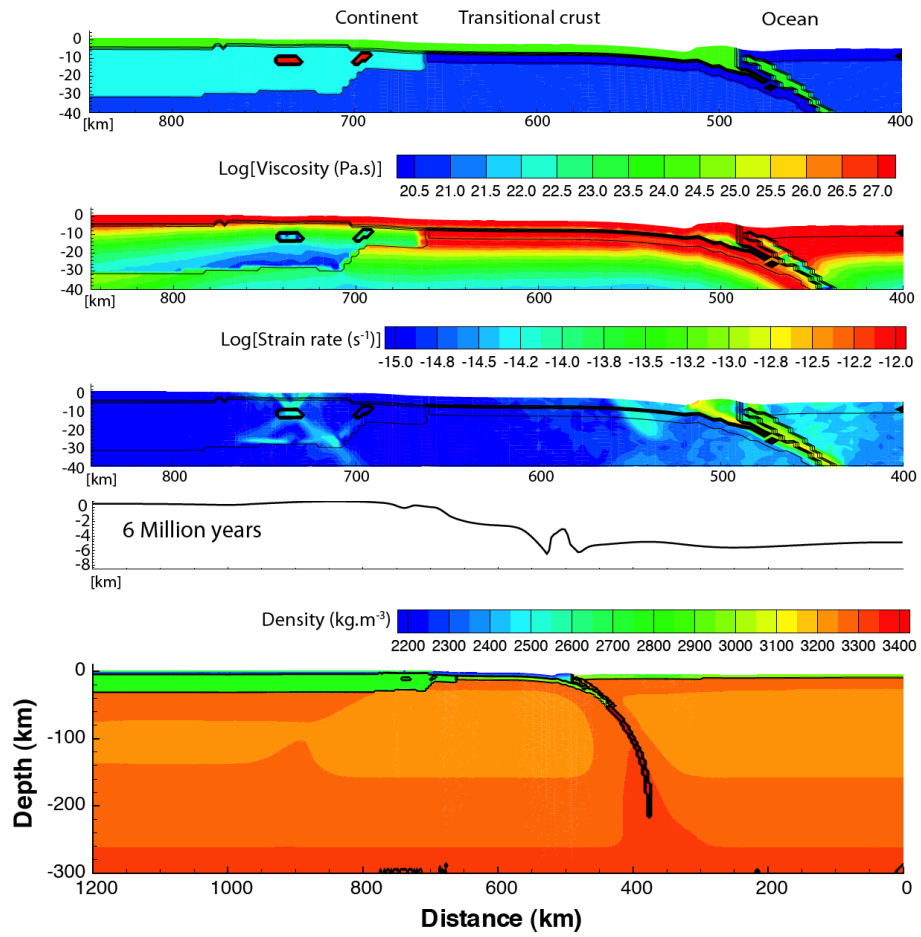 Continent Transitional crust Ocean
0
-10
-20
-30
-40
[km] 800 700 600 500 400
Log[Viscosity (Pa.s)]
20.5 21.0 21.5 22.0 22.5 23.0 23.5 24.0 24.5 25.0 25.5 26.0 26.5 27.0
0
-10
-20
-30
-40
[km] 800 700 600 500 400
Log[Strain rate (s⁻¹)]
-15.0 -14.8 -14.5 -14.2 -14.0 -13.8 -13.5 -13.2 -13.0 -12.8 -12.5 -12.2 -12.0
0
-10
-20
-30
-40
800 700 600 500 400
0
-2
-4
-6
-8
6 Million years
[km]
Density (kg.m⁻³)
2200 2300 2400 2500 2600 2700 2800 2900 3000 3100 3200 3300 3400
0
-100
-200
-300
Depth (km)
1200 1000 800 600 400 200 0
Distance (km)